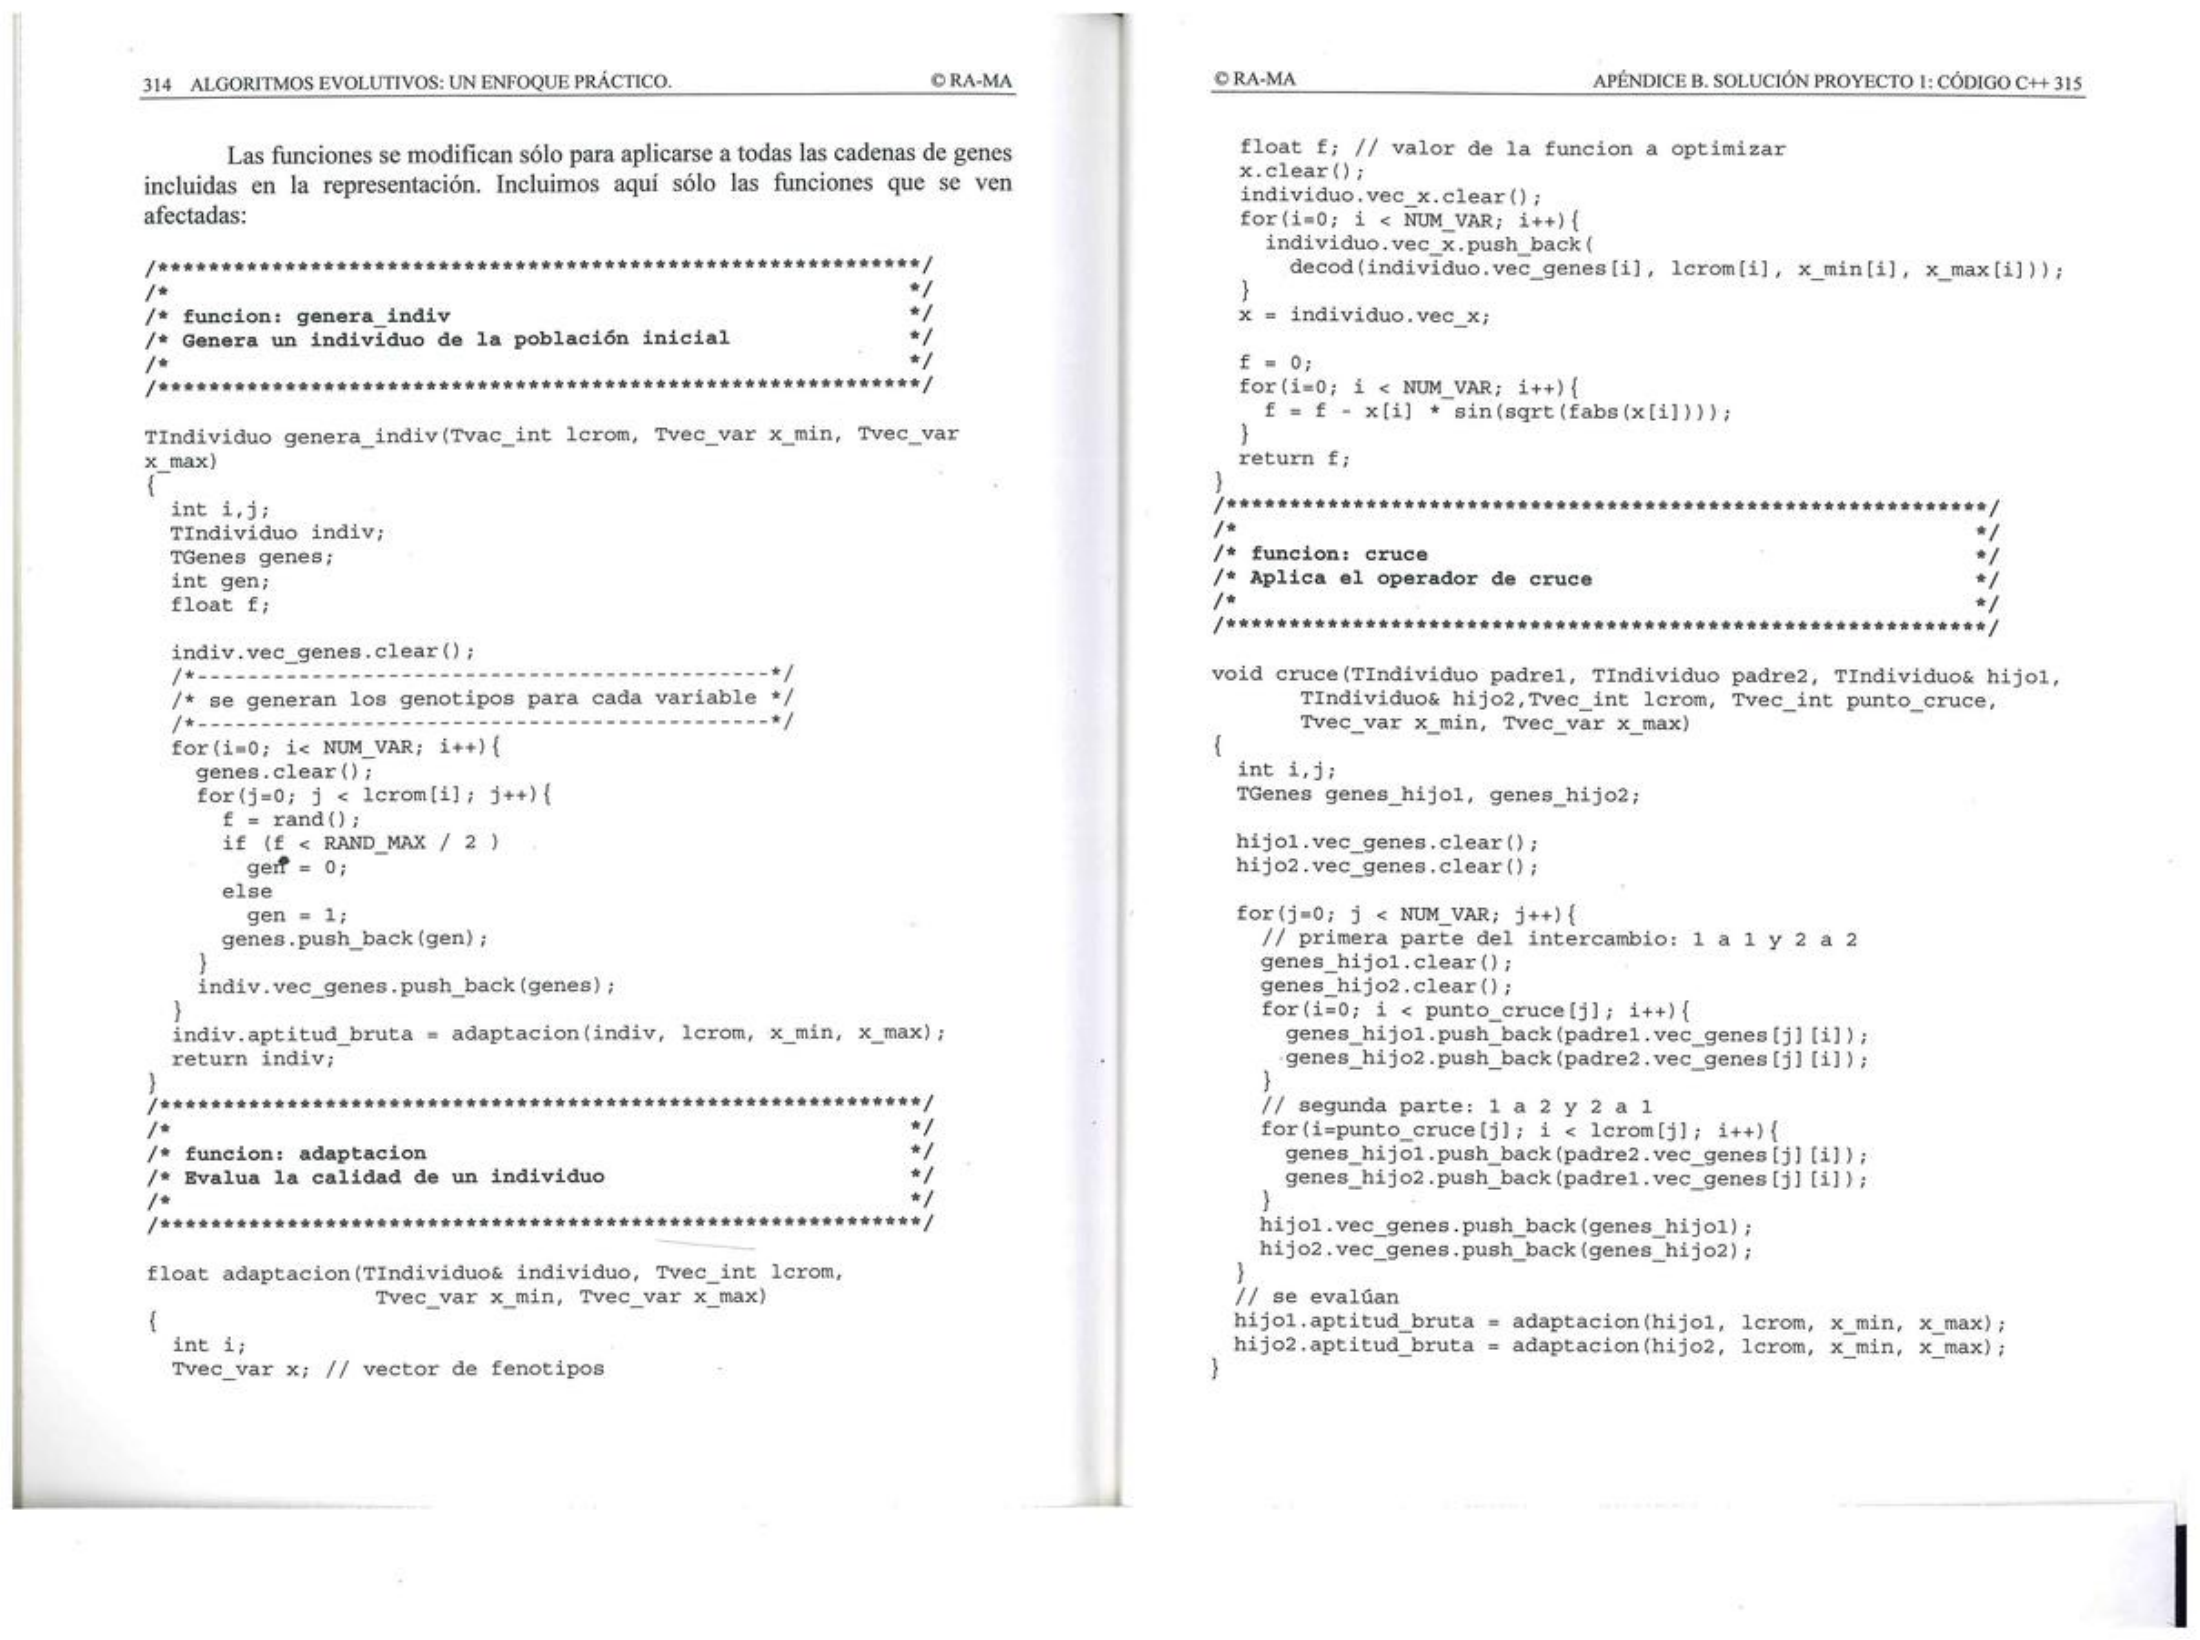 314 ALGORITMOS EVOLUTIVOS: UN ENFOQUE PRÁCTICO. © RA-MA
Las funciones se modifican sólo para aplicarse a todas las cadenas de genes
incluidas en la representación. Incluimos aquí sólo las funciones que se ven
afectadas:
/************************************************************/
/* */
/* funcion: genera_indiv */
/* Genera un individuo de la población inicial */
/* */
/************************************************************/
TIndividuo genera_indiv(Tvac_int lcrom, Tvec_var x_min, Tvec_var
x_max)
{
int i,j;
TIndividuo indiv;
TGenes genes;
int gen;
float f;
indiv.vec_genes.clear();
/*---------------------------------------------*/
/* se generan los genotipos para cada variable */
/*---------------------------------------------*/
for(i=0; i< NUM_VAR; i++){
genes.clear();
for(j=0; j < lcrom[i]; j++){
f = rand();
if (f < RAND_MAX / 2 )
gen = 0;
else
gen = 1;
genes.push_back(gen);
}
indiv.vec_genes.push_back(genes);
}
indiv.aptitud_bruta = adaptacion(indiv, lcrom, x_min, x_max);
return indiv;
}
/************************************************************/
/* */
/* funcion: adaptacion */
/* Evalua la calidad de un individuo */
/* */
/************************************************************/
float adaptacion(TIndividuo& individuo, Tvec_int lcrom,
Tvec_var x_min, Tvec_var x_max)
{
int i;
Tvec_var x; // vector de fenotipos
© RA-MA APÉNDICE B. SOLUCIÓN PROYECTO 1: CÓDIGO C++ 315
float f; // valor de la funcion a optimizar
x.clear();
individuo.vec_x.clear();
for(i=0; i < NUM_VAR; i++){
individuo.vec_x.push_back(
decod(individuo.vec_genes[i], lcrom[i], x_min[i], x_max[i]));
}
x = individuo.vec_x;
f = 0;
for(i=0; i < NUM_VAR; i++){
f = f - x[i] * sin(sqrt(fabs(x[i])));
}
return f;
}
/************************************************************/
/* */
/* funcion: cruce */
/* Aplica el operador de cruce */
/* */
/************************************************************/
void cruce(TIndividuo padre1, TIndividuo padre2, TIndividuo& hijo1,
TIndividuo& hijo2,Tvec_int lcrom, Tvec_int punto_cruce,
Tvec_var x_min, Tvec_var x_max)
{
int i,j;
TGenes genes_hijo1, genes_hijo2;
hijo1.vec_genes.clear();
hijo2.vec_genes.clear();
for(j=0; j < NUM_VAR; j++){
// primera parte del intercambio: 1 a 1 y 2 a 2
genes_hijo1.clear();
genes_hijo2.clear();
for(i=0; i < punto_cruce[j]; i++){
genes_hijo1.push_back(padre1.vec_genes[j][i]);
genes_hijo2.push_back(padre2.vec_genes[j][i]);
}
// segunda parte: 1 a 2 y 2 a 1
for(i=punto_cruce[j]; i < lcrom[j]; i++){
genes_hijo1.push_back(padre2.vec_genes[j][i]);
genes_hijo2.push_back(padre1.vec_genes[j][i]);
}
hijo1.vec_genes.push_back(genes_hijo1);
hijo2.vec_genes.push_back(genes_hijo2);
}
// se evalúan
hijo1.aptitud_bruta = adaptacion(hijo1, lcrom, x_min, x_max);
hijo2.aptitud_bruta = adaptacion(hijo2, lcrom, x_min, x_max);
}